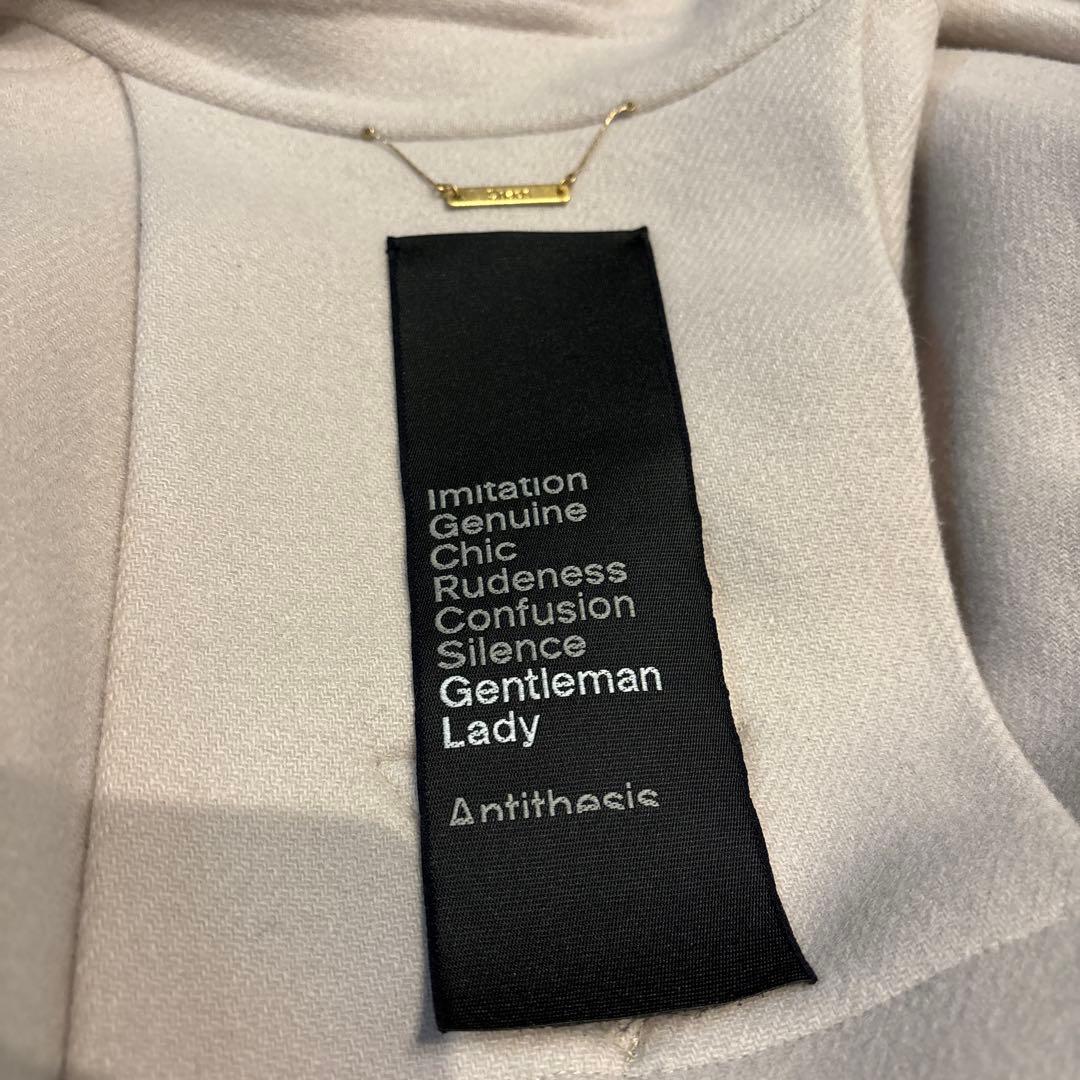 Imitation
Genuine
Chic
Rudeness
Confusion
Silence
Gentleman
Lady
Antithesis